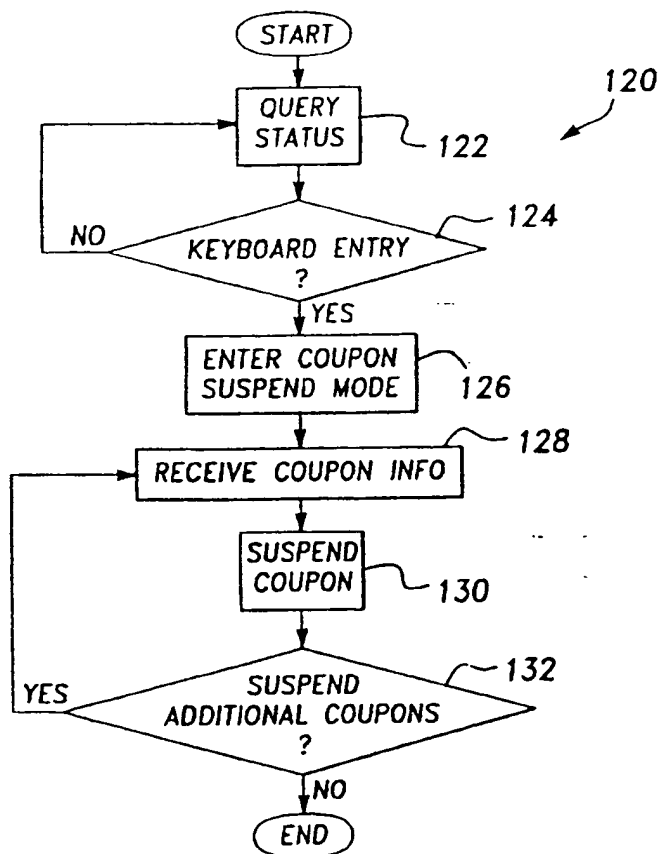 START
120
QUERY
STATUS
122
124
NO
KEYBOARD ENTRY
?
YES
ENTER COUPON
SUSPEND MODE
126
128
RECEIVE COUPON INFO
SUSPEND
COUPON
130
132
YES
SUSPEND
ADDITIONAL COUPONS
?
NO
END